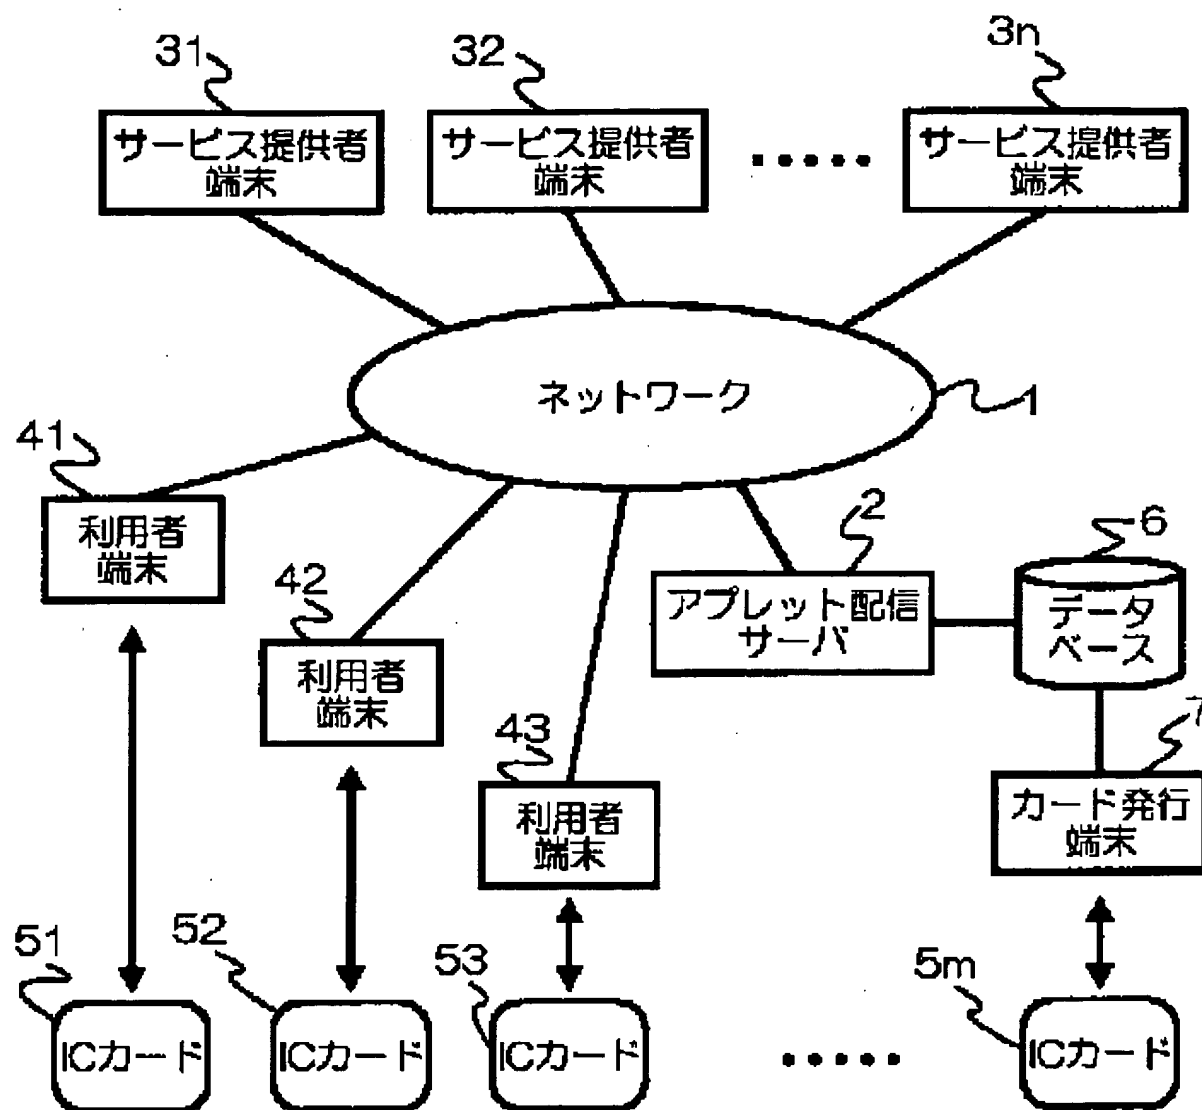 31
32
3n
サービス提供者
端末
サービス提供者
端末
……
サービス提供者
端末
ネットワーク
1
41
利用者
端末
2
アプレット配信
サーバ
6
データ
ベース
42
利用者
端末
43
利用者
端末
7
カード発行
端末
51
ICカード
52
ICカード
53
ICカード
……
5m
ICカード